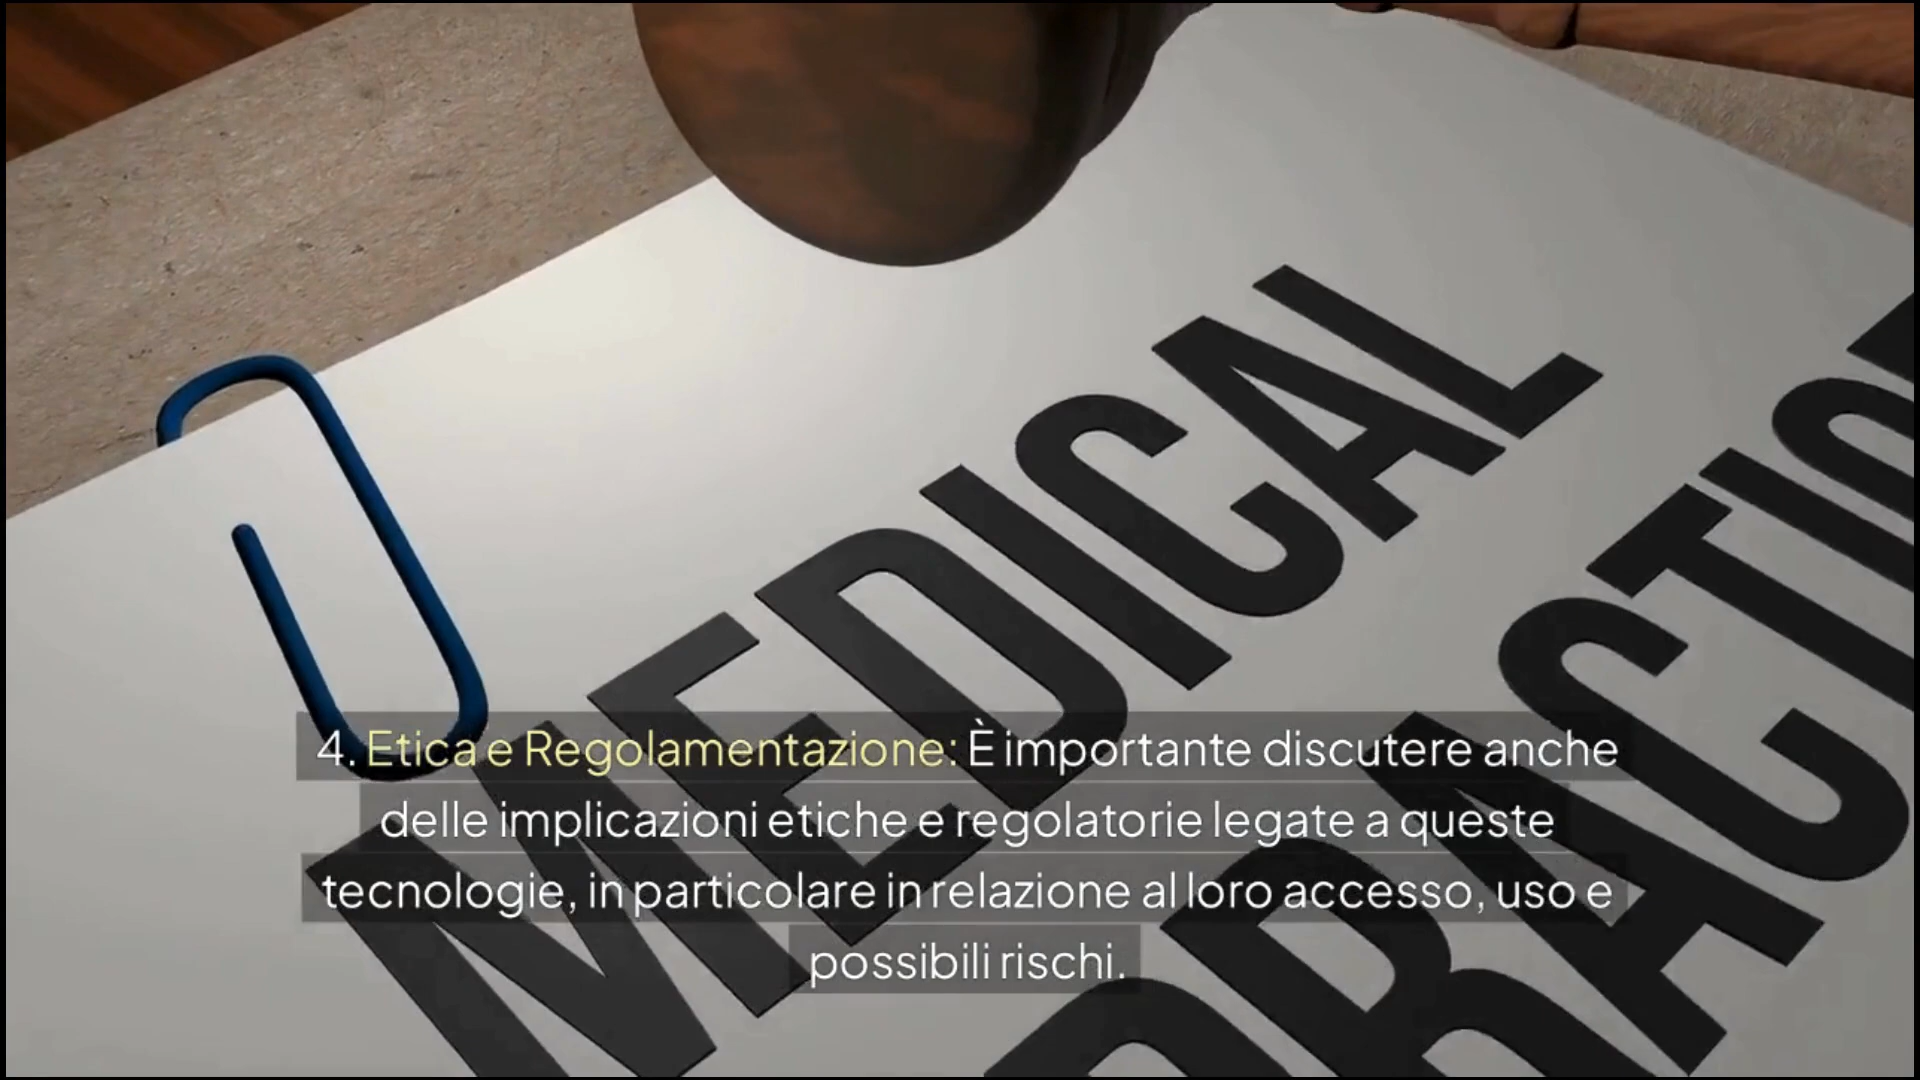 MEDICAL
4. Etica e Regolamentazione: È importante discutere anche
delle implicazioni etiche e regolatorie legate a queste
tecnologie, in particolare in relazione al loro accesso, uso e
possibili rischi.